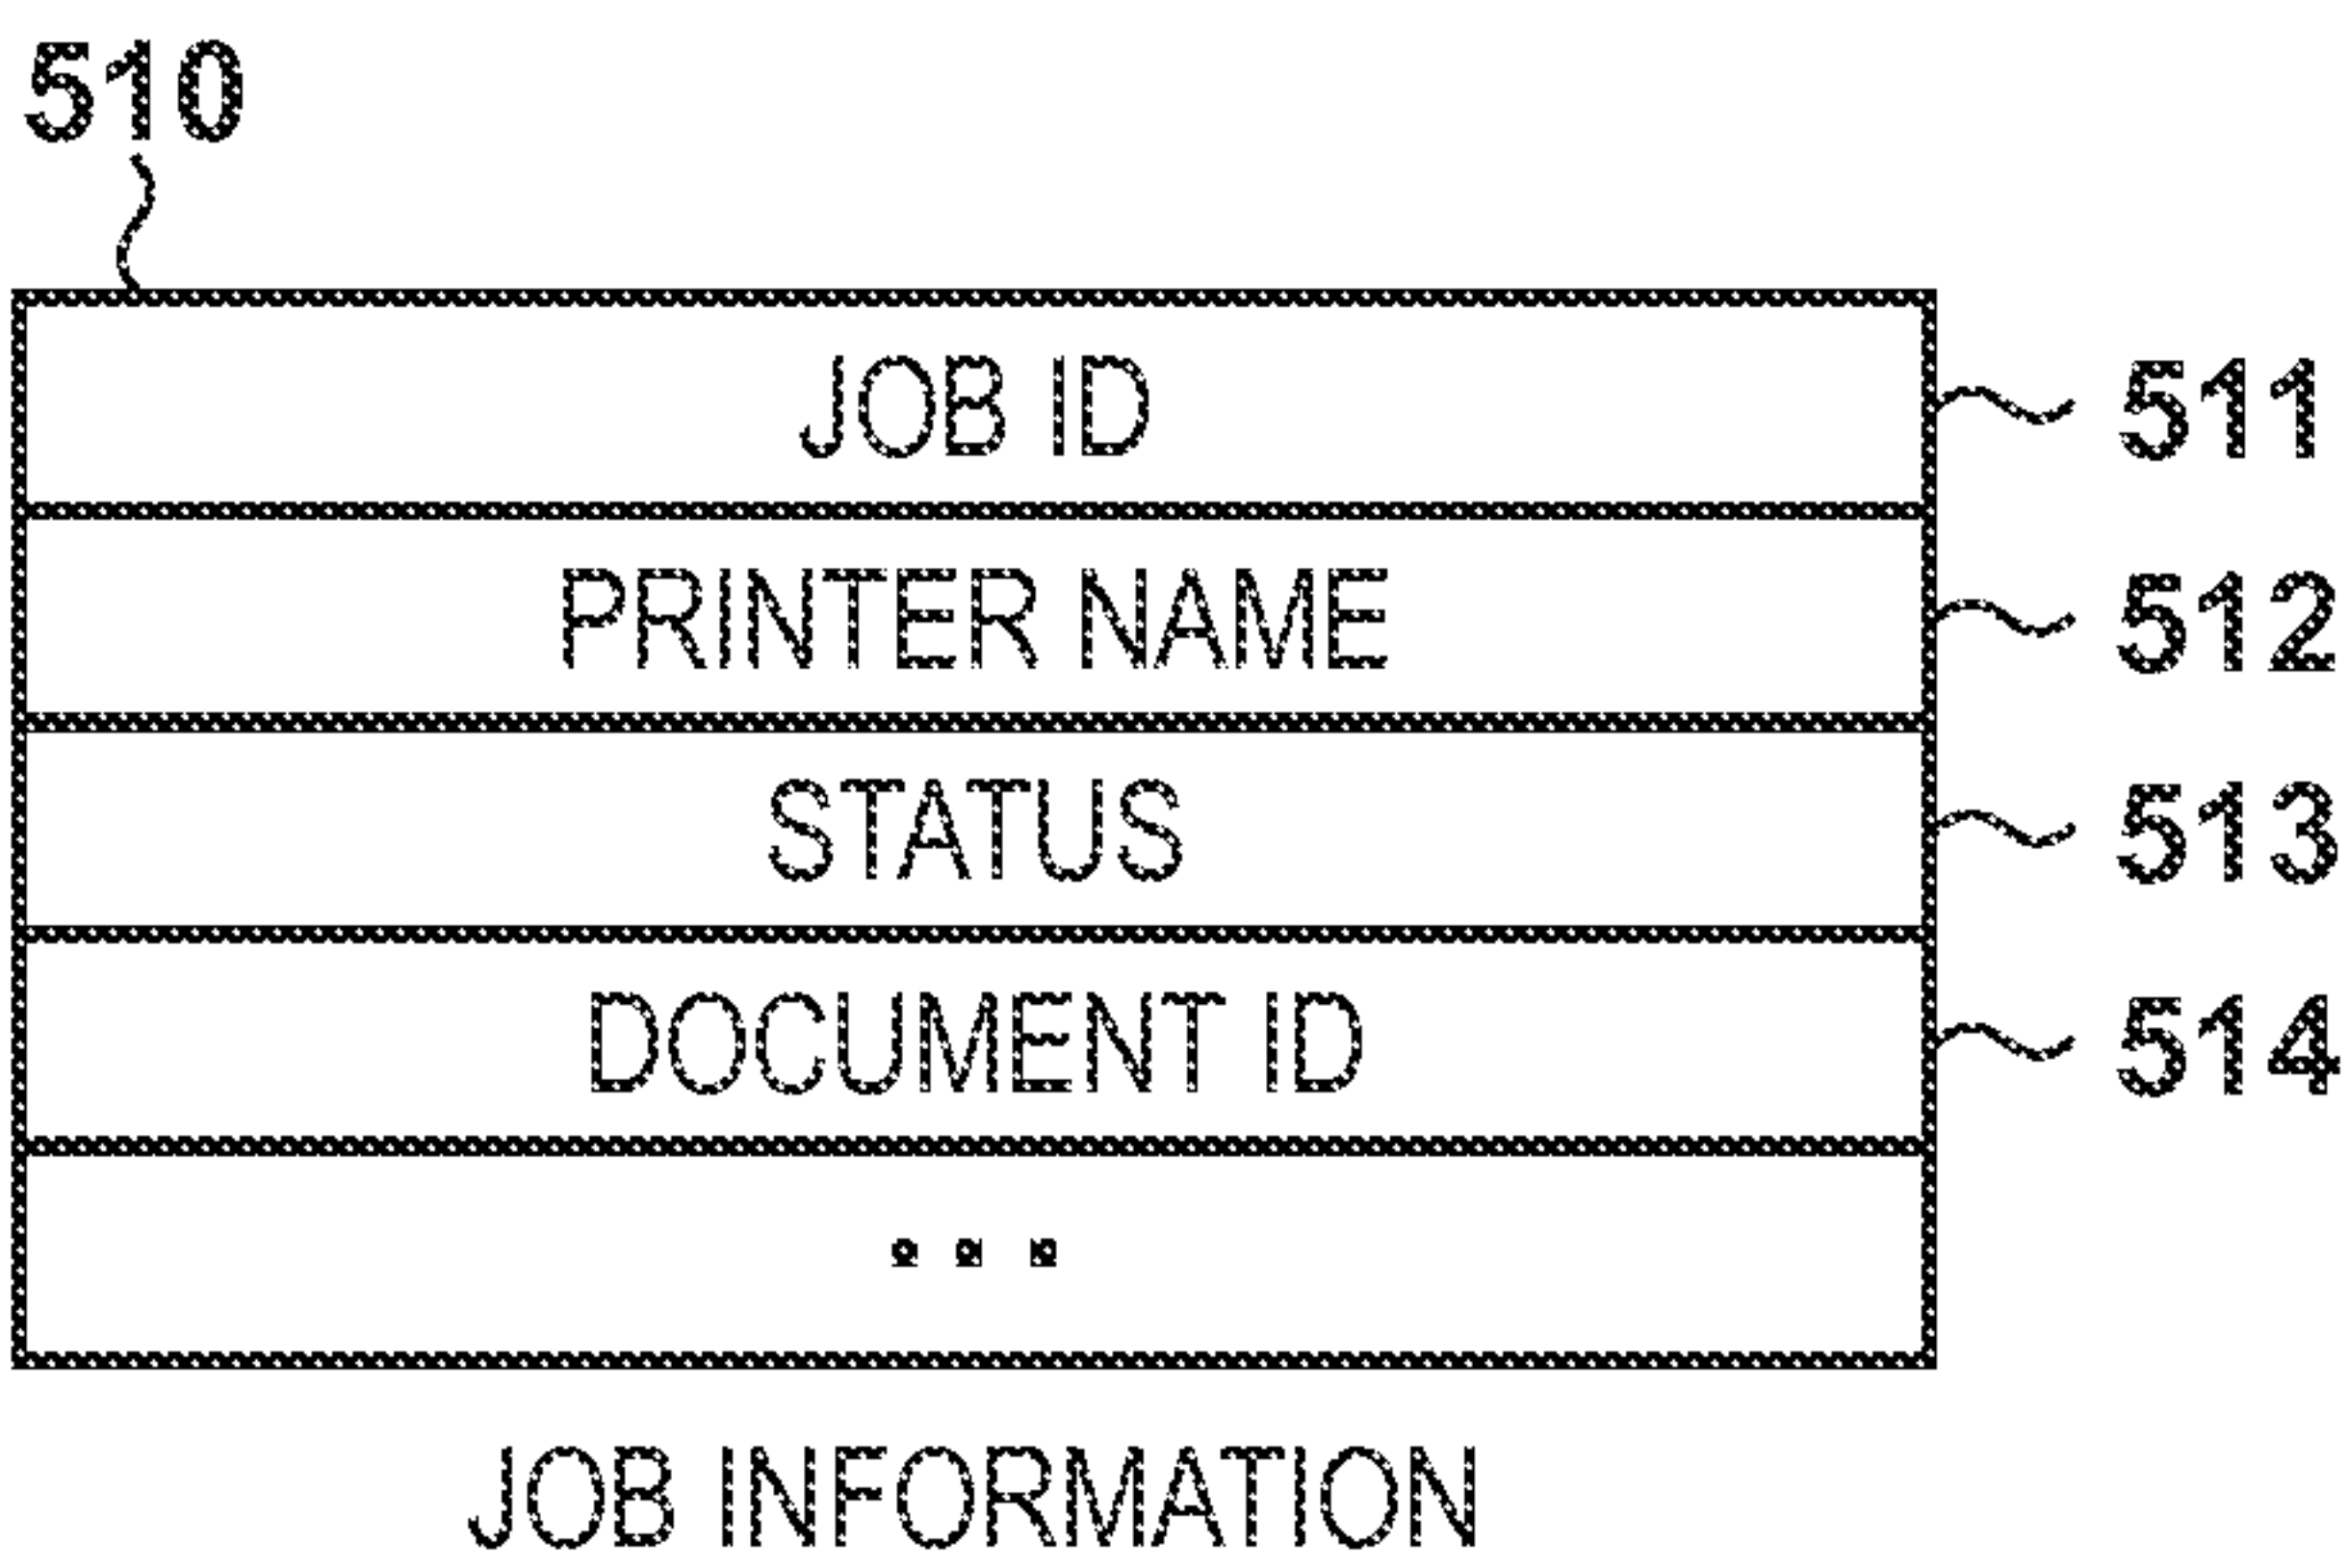 510
JOB ID 511
PRINTER NAME 512
STATUS 513
DOCUMENT ID 514
...
JOB INFORMATION